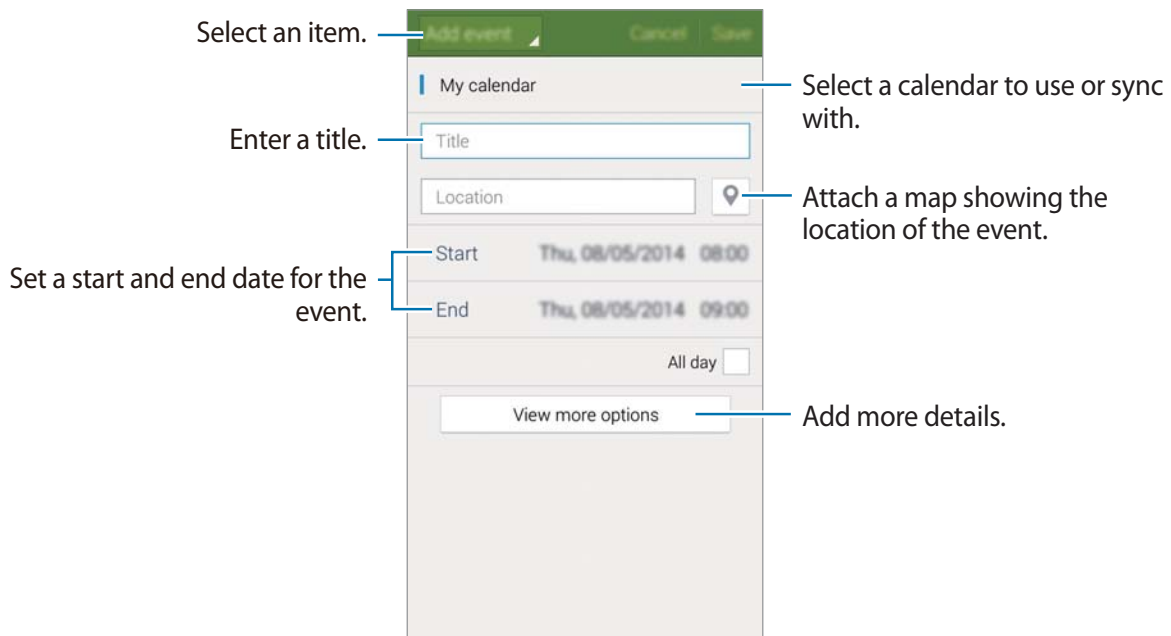 Select an item.
Add event
Cancel
Save
My calendar
Select a calendar to use or sync
with.
Enter a title.
Title
Location
Attach a map showing the
location of the event.
Set a start and end date for the
event.
Start Thu, 08/05/2014 08:00
End Thu, 08/05/2014 09:00
All day
View more options
Add more details.